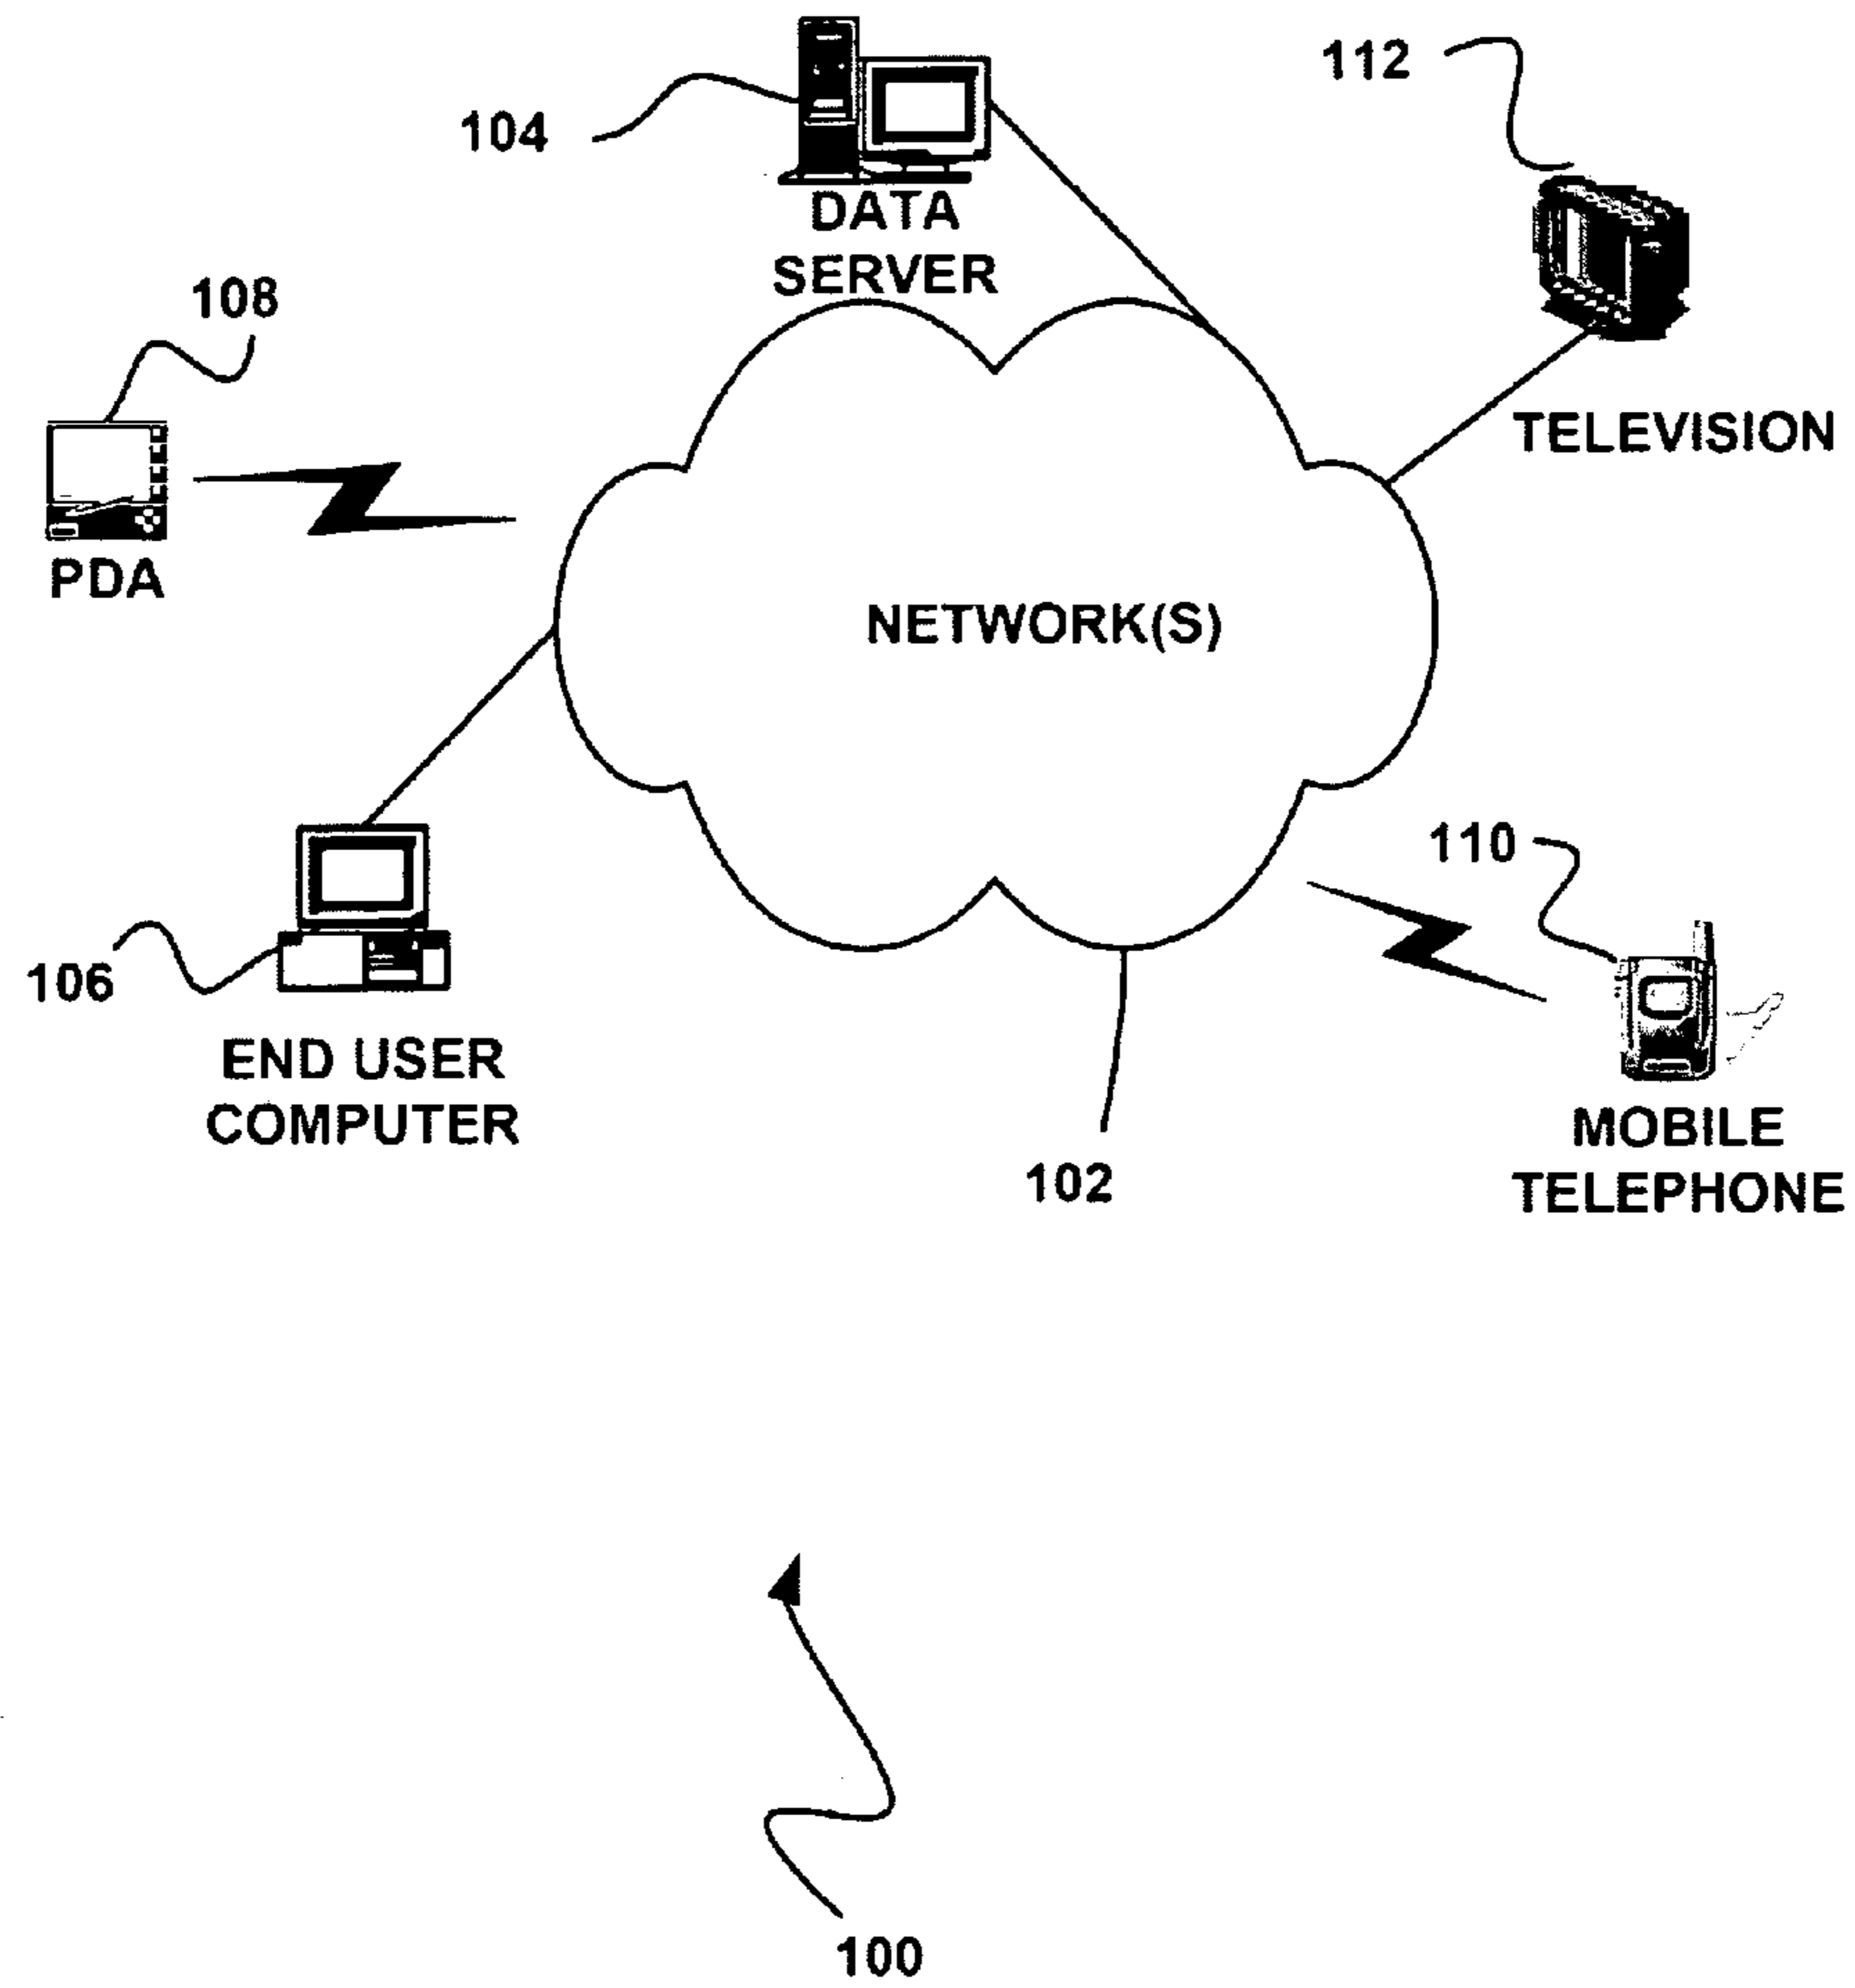 112
104
DATA
SERVER
108
TELEVISION
PDA
NETWORK(S)
110
106
END USER
COMPUTER
MOBILE
TELEPHONE
102
100